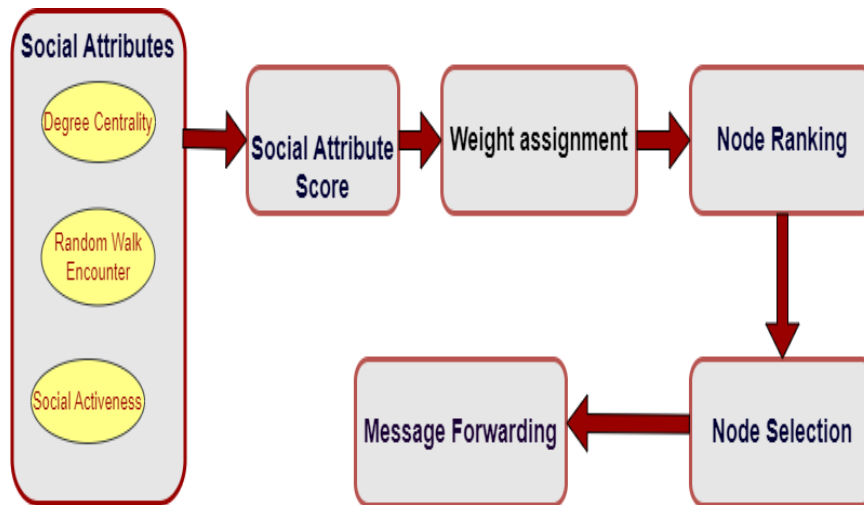 Social Attributes
Degree Centrality
Random Walk
Encounter
Social Activeness
Social Attribute
Score
Weight assignment
Node Ranking
Node Selection
Message Forwarding